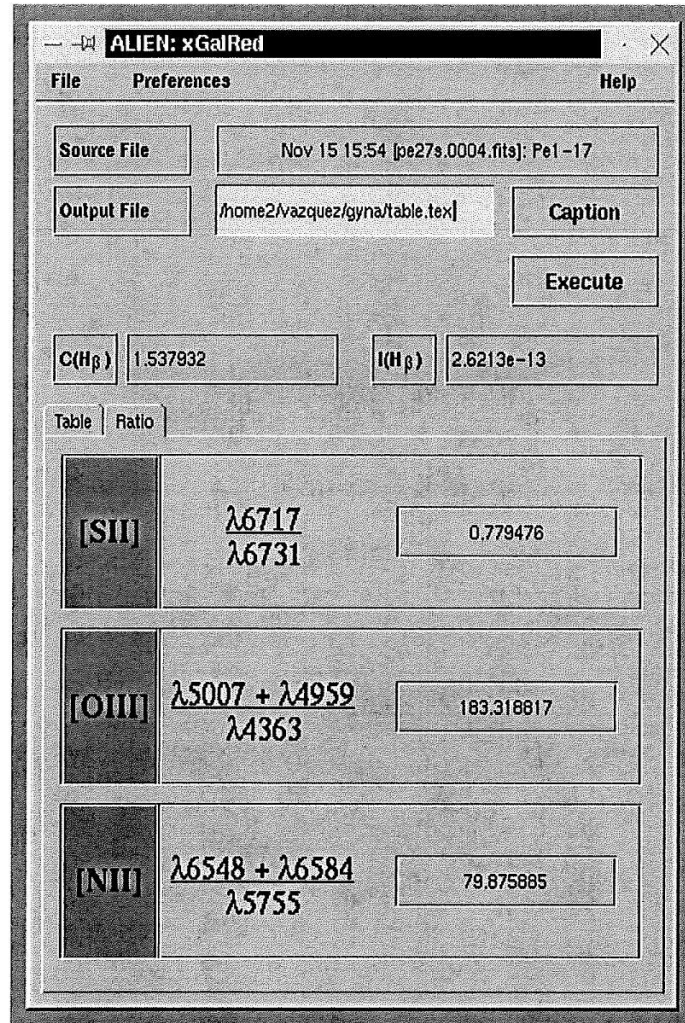 ALIEN: xGalRed
File Preferences Help
Source File Nov 15 15:54 [pe27s.0004.fits]: Pe1-17
Output File /home2/vazquez/gyna/table.tex Caption
Execute
C(Hβ) 1.537932 I(Hβ) 2.6213e-13
Table Ratio
[SII] λ6717 0.779476
λ6731
[OIII] λ5007 + λ4959 183.318817
λ4363
[NII] λ6548 + λ6584 79.875885
λ5755